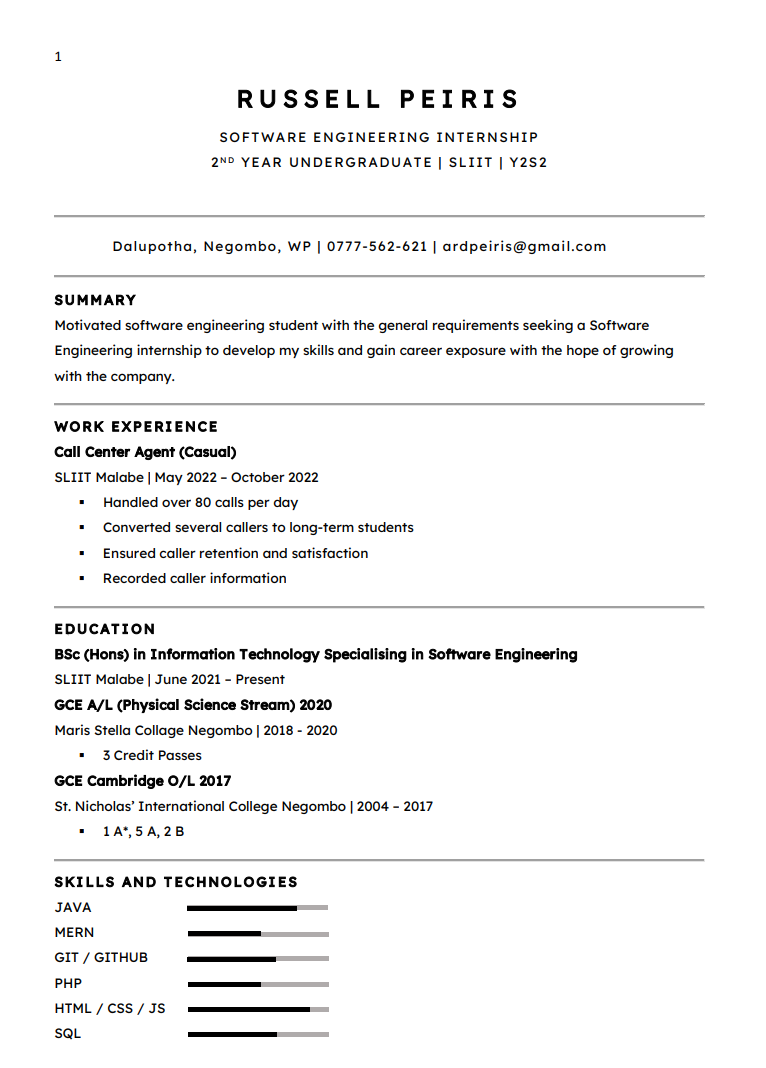 1
RUSSELL PEIRIS
SOFTWARE ENGINEERING INTERNSHIP
2ND YEAR UNDERGRADUATE | SLIIT | Y2S2
Dalupotha, Negombo, WP | 0777-562-621 | ardpeiris@gmail.com
SUMMARY
Motivated software engineering student with the general requirements seeking a Software
Engineering internship to develop my skills and gain career exposure with the hope of growing
with the company.
WORK EXPERIENCE
Call Center Agent (Casual)
SLIIT Malabe | May 2022 – October 2022
▪ Handled over 80 calls per day
▪ Converted several callers to long-term students
▪ Ensured caller retention and satisfaction
▪ Recorded caller information
EDUCATION
BSc (Hons) in Information Technology Specialising in Software Engineering
SLIIT Malabe | June 2021 – Present
GCE A/L (Physical Science Stream) 2020
Maris Stella Collage Negombo | 2018 - 2020
▪ 3 Credit Passes
GCE Cambridge O/L 2017
St. Nicholas’ International College Negombo | 2004 – 2017
▪ 1 A*, 5 A, 2 B
SKILLS AND TECHNOLOGIES
JAVA
MERN
GIT / GITHUB
PHP
HTML / CSS / JS
SQL